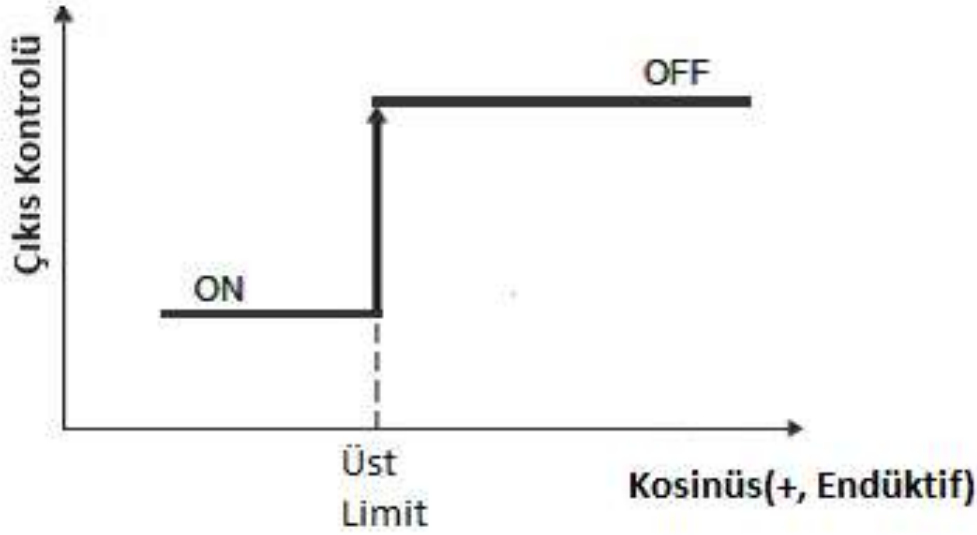 Çıkıs Kontrolü
OFF
ON
Üst
Limit
Kosinüs(+, Endüktif)